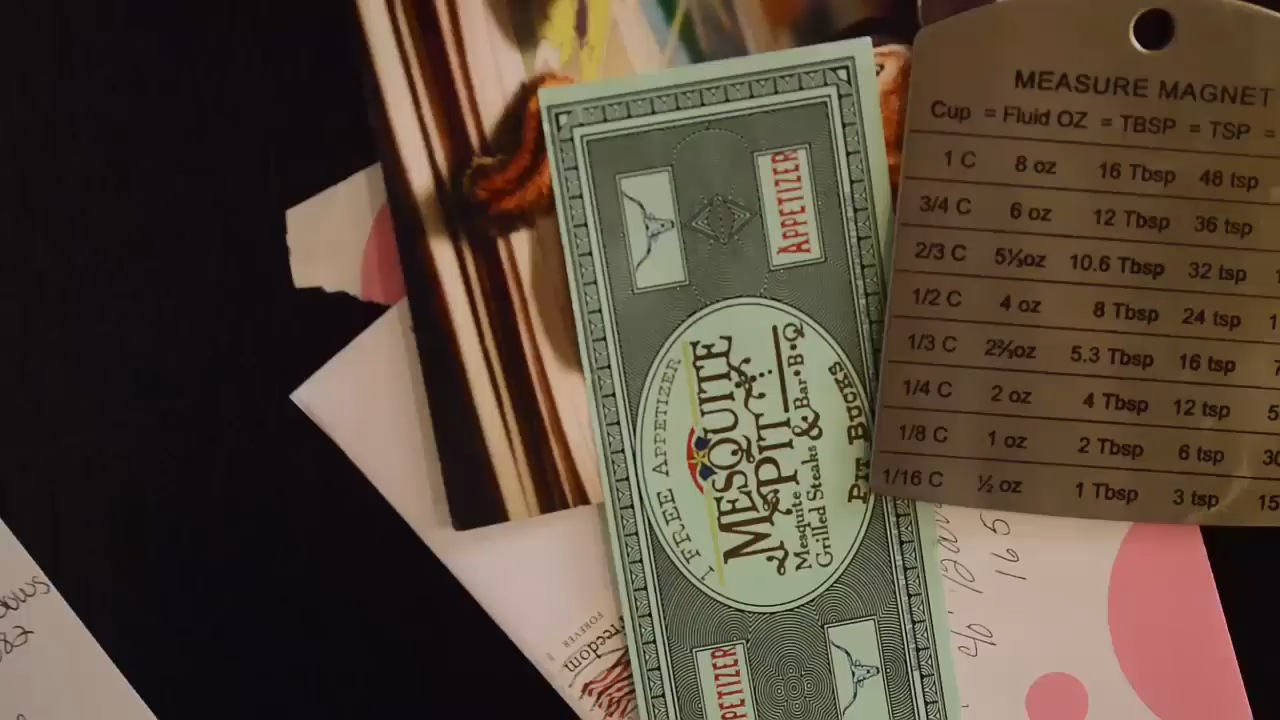 MEASURE MAGNET
Cup = Fluid OZ = TBSP = TSP =
1 C 8 oz 16 Tbsp 48 tsp
3/4 C 6 oz 12 Tbsp 36 tsp
2/3 C 5⅓oz 10.6 Tbsp 32 tsp
1/2 C 4 oz 8 Tbsp 24 tsp
1/3 C 2⅔oz 5.3 Tbsp 16 tsp
1/4 C 2 oz 4 Tbsp 12 tsp
1/8 C 1 oz 2 Tbsp 6 tsp
1/16 C ½ oz 1 Tbsp 3 tsp
APPETIZER
1 FREE APPETIZER
MESQUITE
PIT
Mesquite & Bar•B•Q
Grilled Steaks
PIT BUCKS
PETIZER
Freedom
FOREVER
165